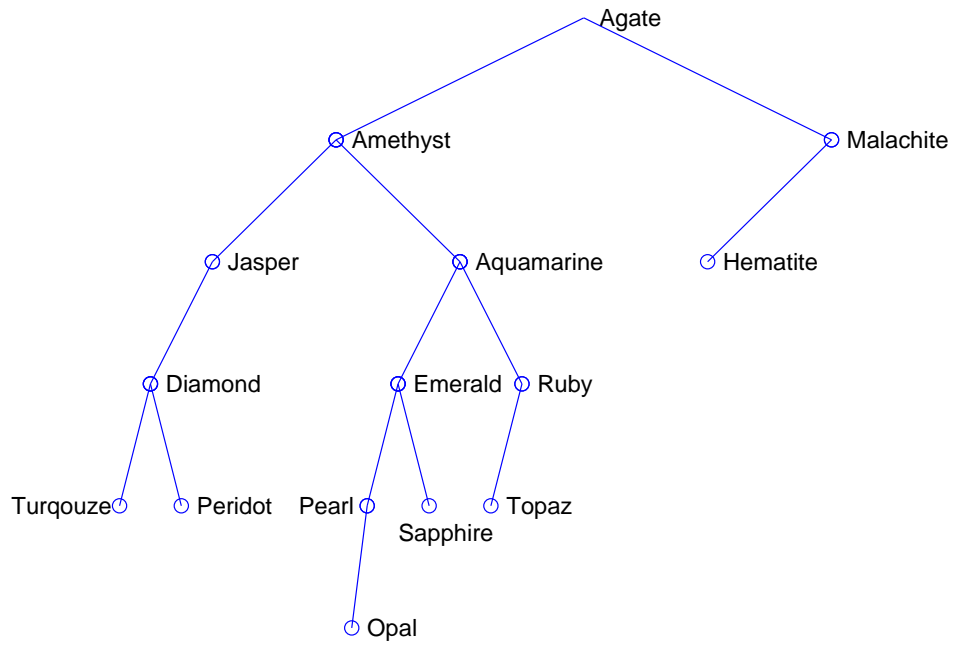 Agate
Amethyst
Malachite
Jasper
Aquamarine
Hematite
Diamond
Emerald
Ruby
Turqouze
Peridot
Pearl
Sapphire
Topaz
Opal